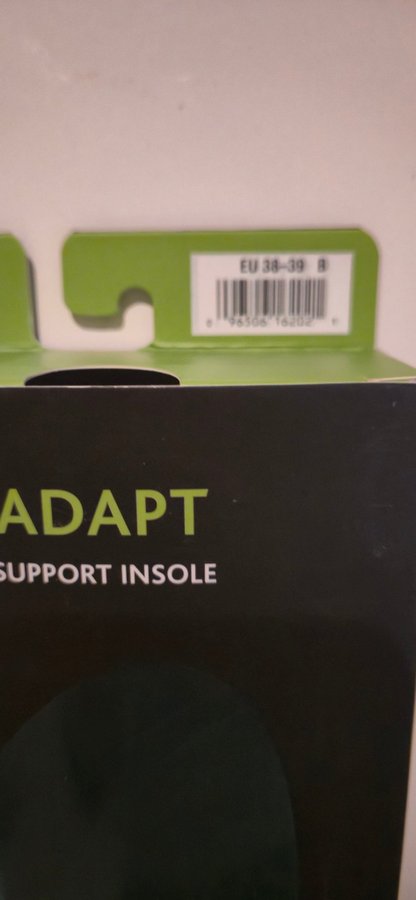 EU 38-39 B
96506 16202
ADAPT
SUPPORT INSOLE